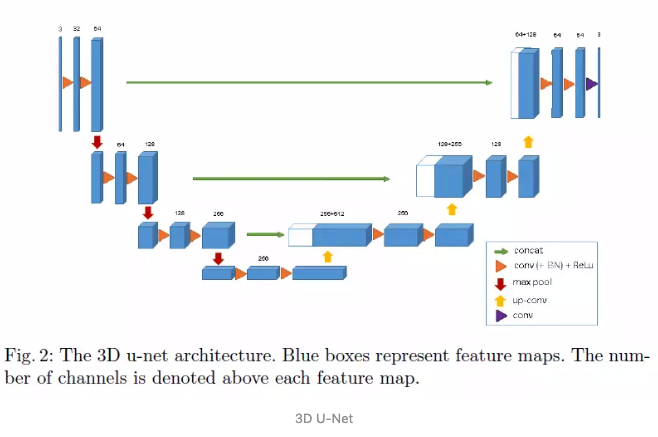 3 32 64
64+128 64 64 3
64 128
128+256 128
128 256
256+512 256
256
concat
conv (+ BN) + ReLu
max pool
up-conv
conv
Fig. 2: The 3D u-net architecture. Blue boxes represent feature maps. The num-
ber of channels is denoted above each feature map.
3D U-Net